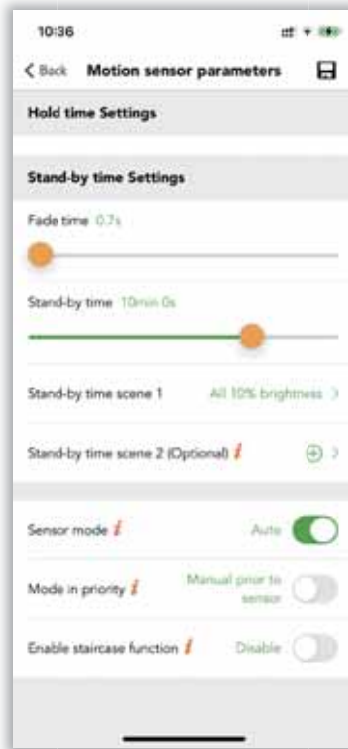 10:36
Back Motion sensor parameters
Hold time Settings
Stand-by time Settings
Fade time 0.7s
Stand-by time 10min 0s
Stand-by time scene 1 All 10% brightness
Stand-by time scene 2 (Optional) i
Sensor mode i Auto
Mode in priority i Manual prior to
sensor
Enable staircase function i Disable